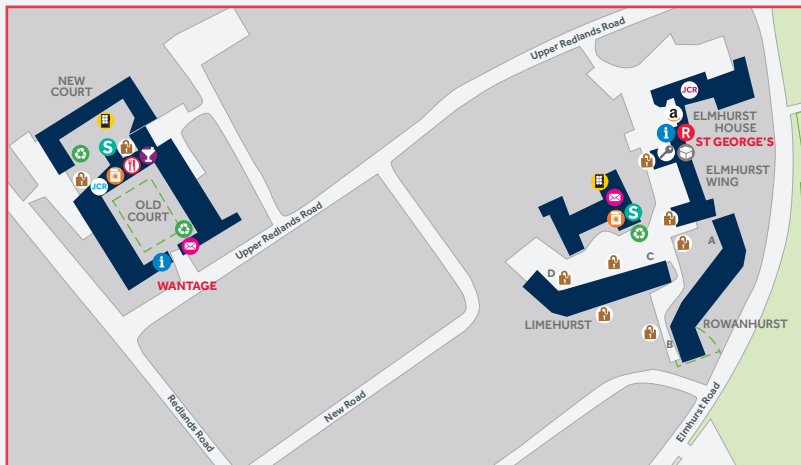 Upper Redlands Road
NEW
COURT
JCR
a
ELMHURST
HOUSE
i
R
ST GEORGE'S
S
ELMHURST
WING
JCR
OLD
COURT
S
Upper Redlands Road
A
C
D
i
WANTAGE
LIMEHURST
ROWANHURST
B
New Road
Redlands Road
Elmhurst Road